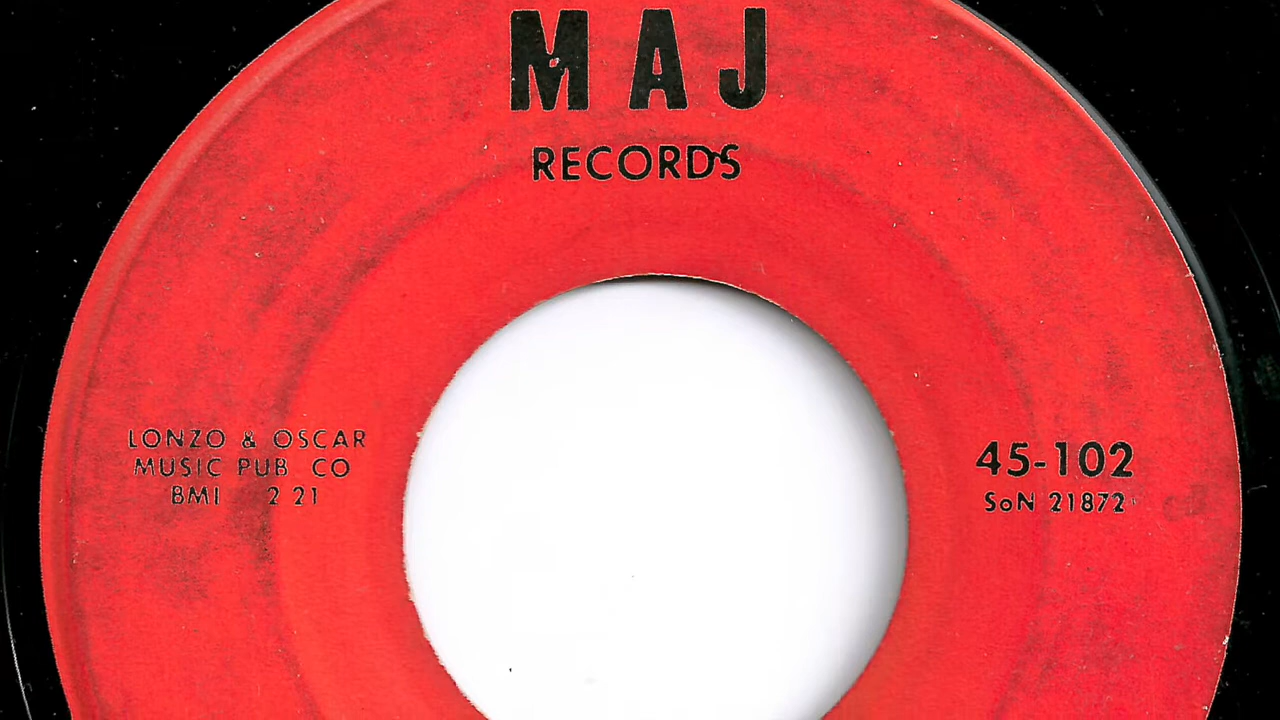 MAJ
RECORDS
LONZO & OSCAR
MUSIC PUB CO
BMI 2 21
45-102
SoN 21872